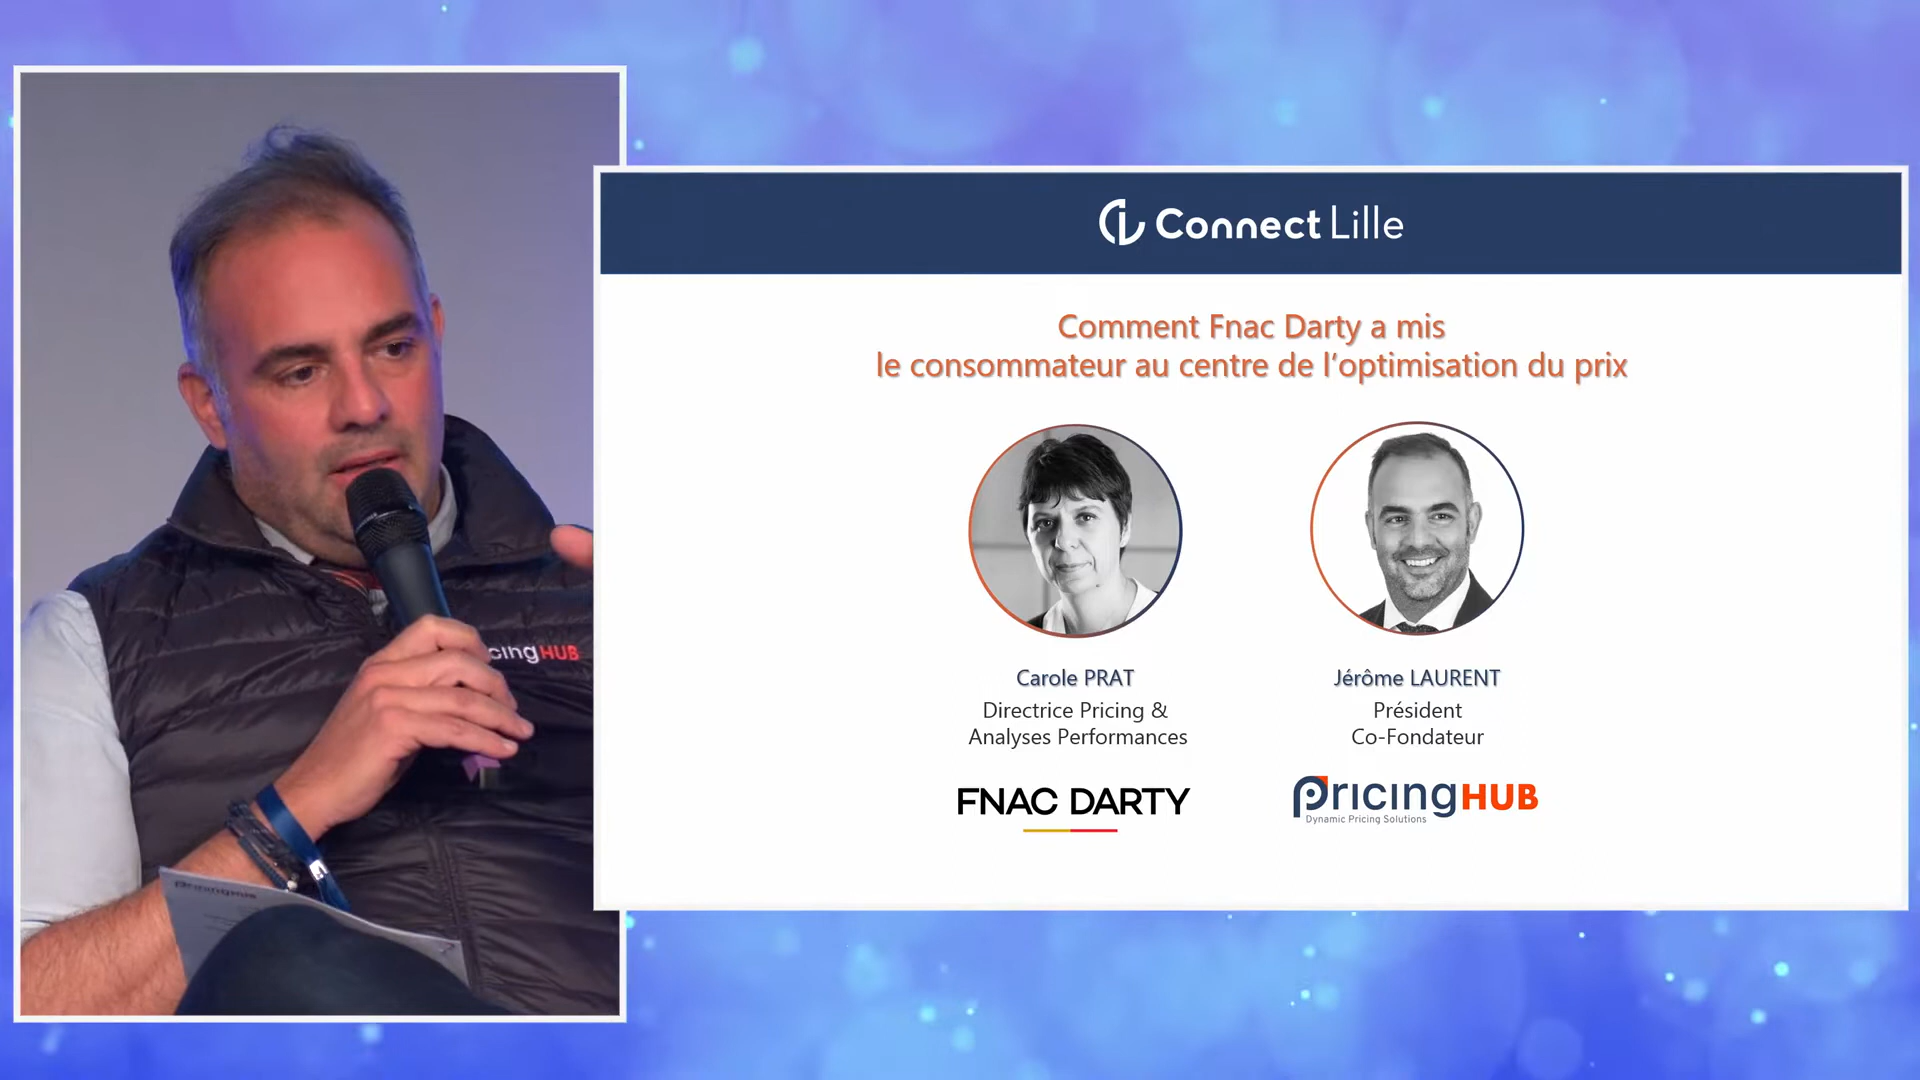 cingHUB
PricingHUB
Connect Lille
Comment Fnac Darty a mis
le consommateur au centre de l'optimisation du prix
Carole PRAT
Directrice Pricing &
Analyses Performances
FNAC DARTY
Jérôme LAURENT
Président
Co-Fondateur
PricingHUB
Dynamic Pricing Solutions